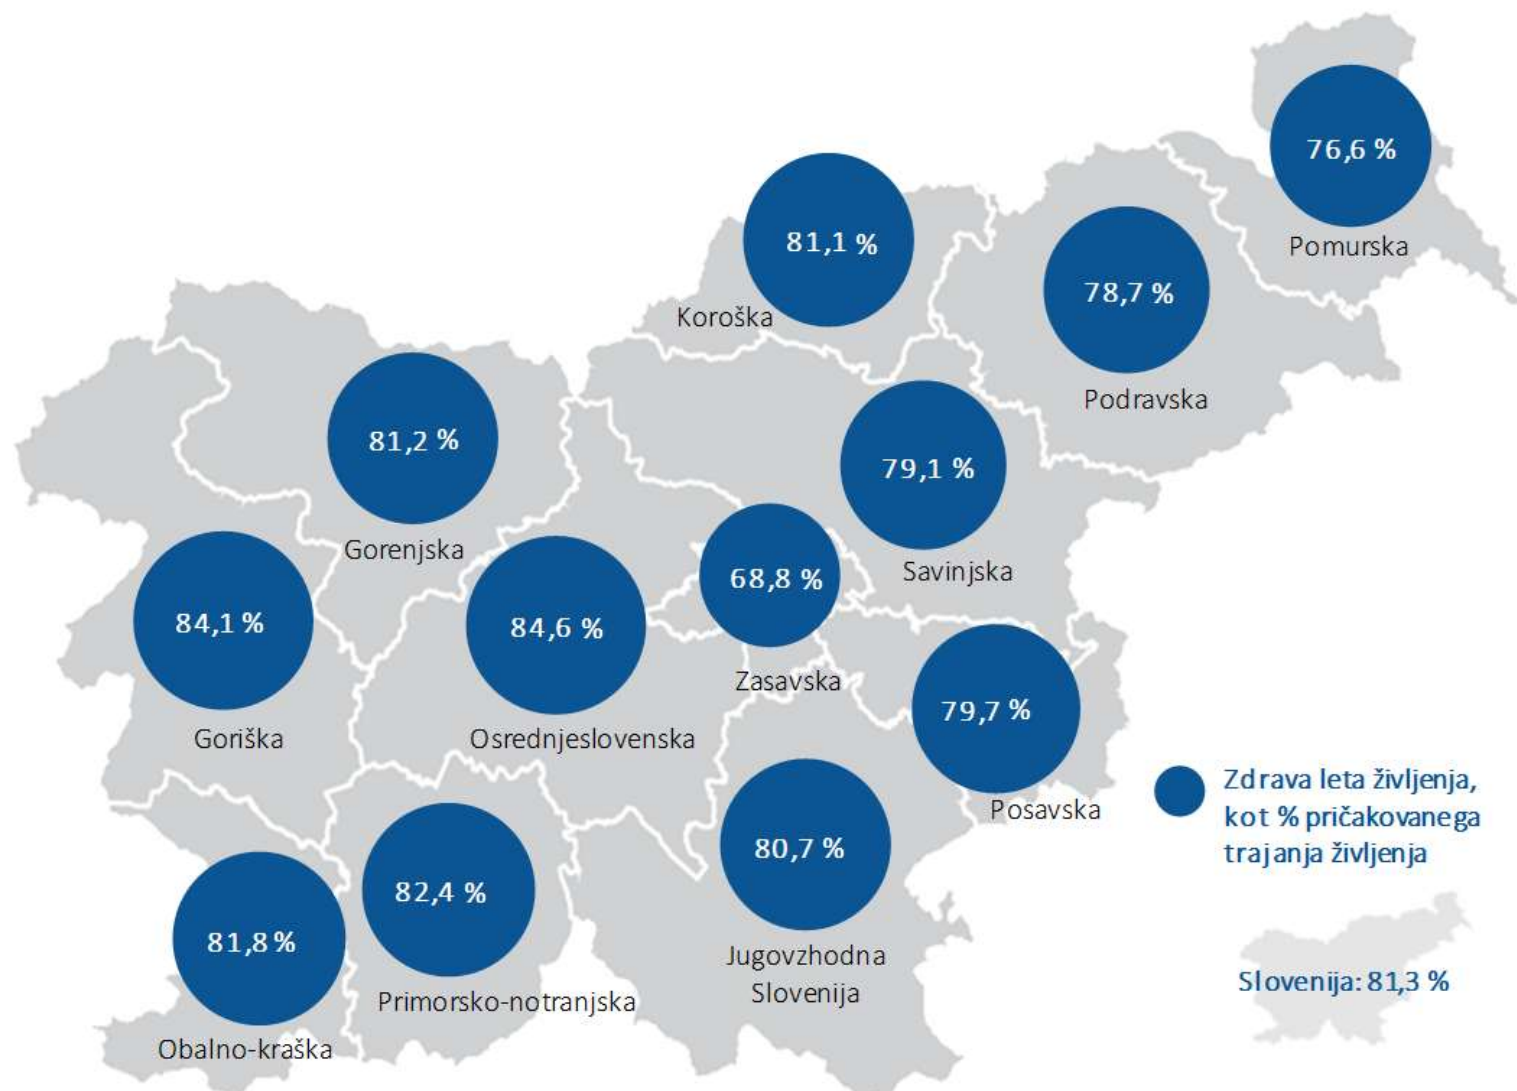 76,6 %
Pomurska
81,1 %
Koroška
78,7 %
Podravska
81,2 %
Gorenjska
79,1 %
Savinjska
84,1 %
Goriška
84,6 %
Osrednjeslovenska
68,8 %
Zasavska
79,7 %
Posavska
80,7 %
Jugovzhodna
Slovenija
82,4 %
Primorsko-notranjska
81,8 %
Obalno-kraška
Zdrava leta življenja,
kot % pričakovanega
trajanja življenja
Slovenija: 81,3 %